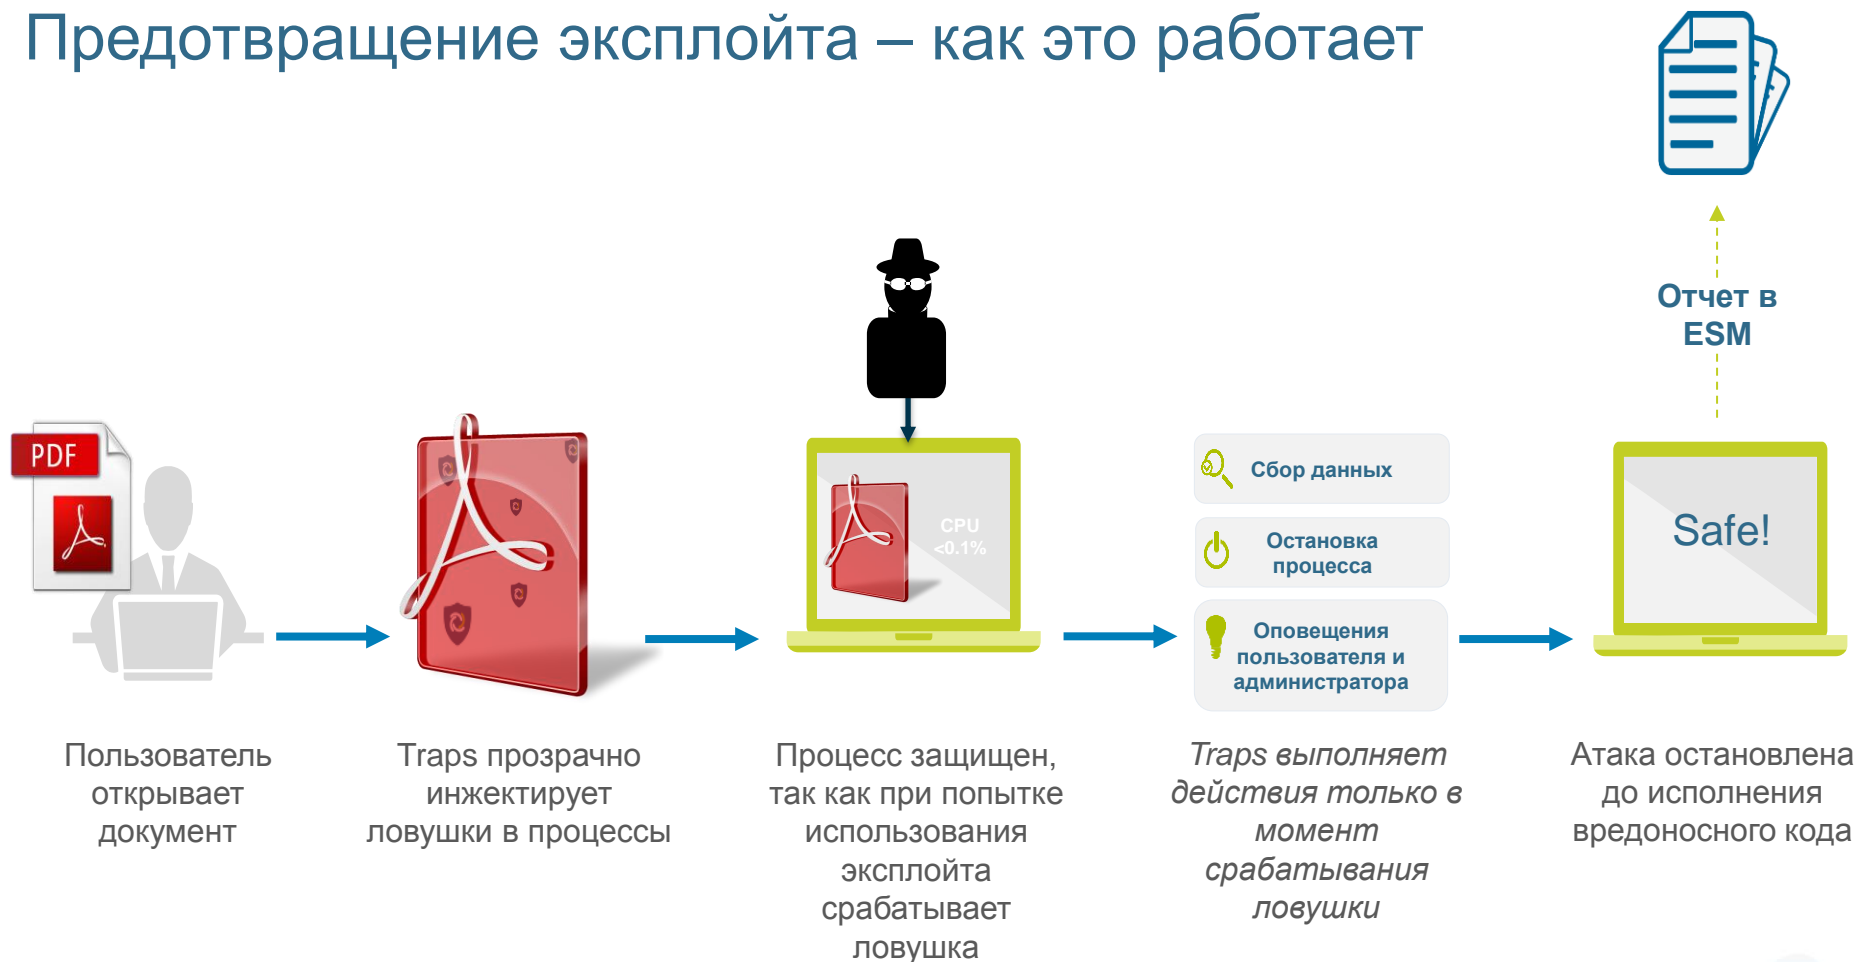 Предотвращение эксплойта – как это работает
Отчет в
ESM
PDF
CPU
<0.1%
Сбор данных
Остановка
процесса
Оповещения
пользователя и
администратора
Safe!
Пользователь
открывает
документ
Traps прозрачно
инжектирует
ловушки в процессы
Процесс защищен,
так как при попытке
использования
эксплойта
срабатывает
ловушка
Traps выполняет
действия только в
момент
срабатывания
ловушки
Атака остановлена
до исполнения
вредоносного кода